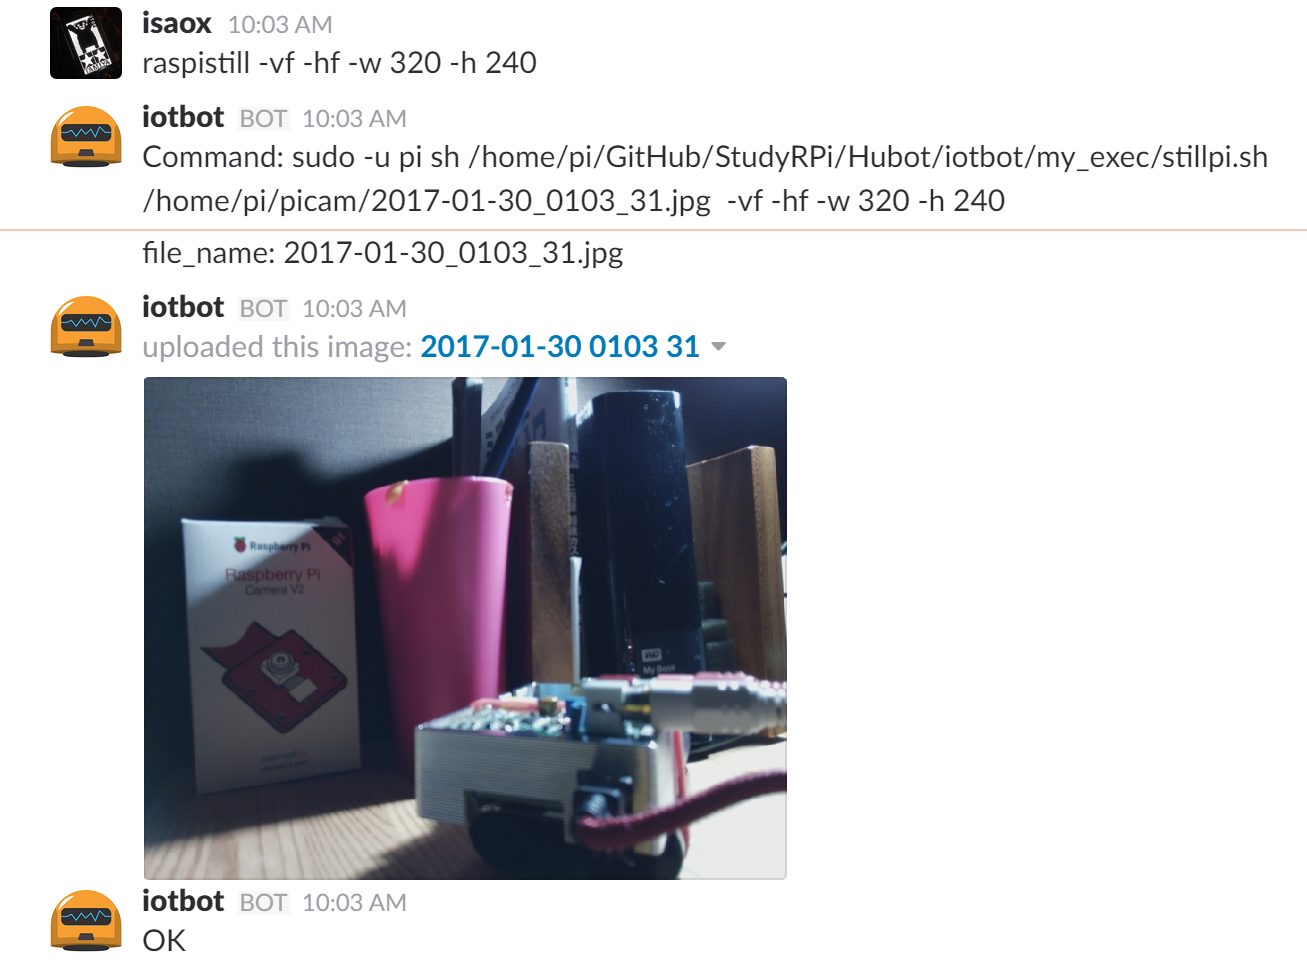 isaox 10:03 AM
raspistill -vf -hf -w 320 -h 240
iotbot BOT 10:03 AM
Command: sudo -u pi sh /home/pi/GitHub/StudyRPi/Hubot/iotbot/my_exec/stillpi.sh
/home/pi/picam/2017-01-30_0103_31.jpg -vf -hf -w 320 -h 240
file_name: 2017-01-30_0103_31.jpg
iotbot BOT 10:03 AM
uploaded this image: 2017-01-30 0103 31
Raspberry Pi
Raspberry Pi
Camera V2
WD
My Book
iotbot BOT 10:03 AM
OK